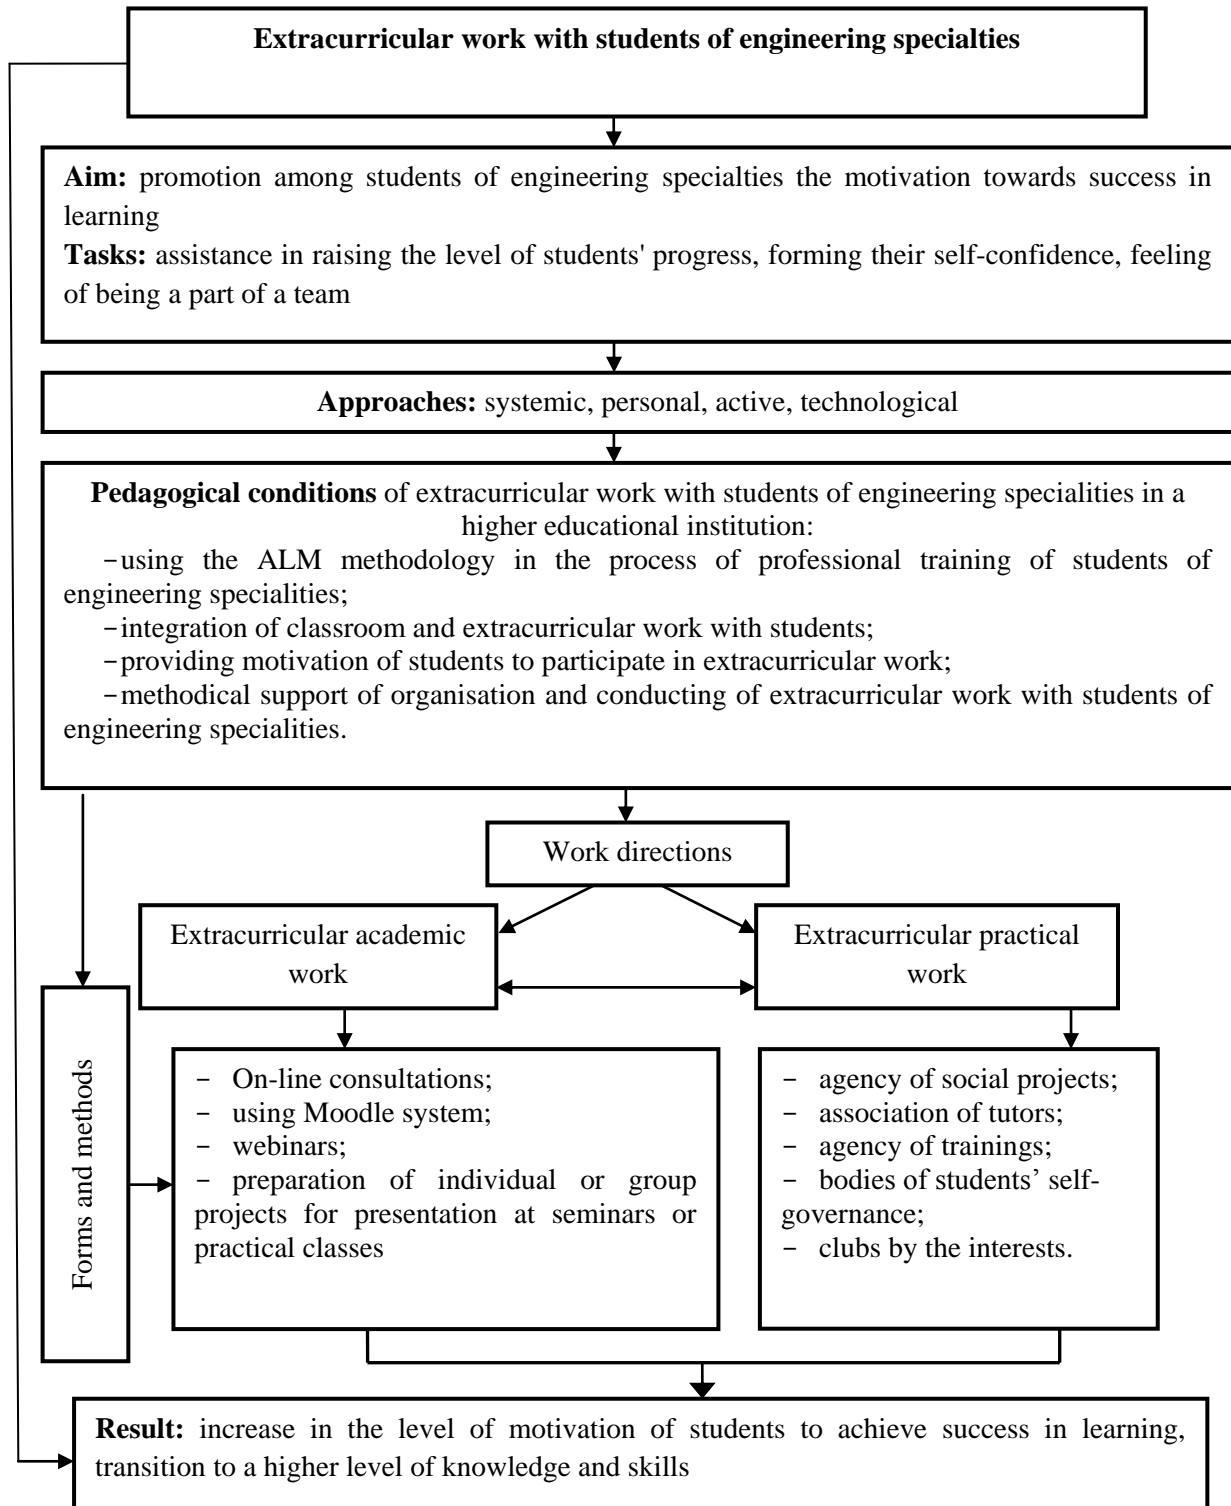 Extracurricular work with students of engineering specialties
Aim: promotion among students of engineering specialties the motivation towards success in
learning
Tasks: assistance in raising the level of students' progress, forming their self-confidence, feeling
of being a part of a team
Approaches: systemic, personal, active, technological
Pedagogical conditions of extracurricular work with students of engineering specialities in a
higher educational institution:
–using the ALM methodology in the process of professional training of students of
engineering specialities;
–integration of classroom and extracurricular work with students;
–providing motivation of students to participate in extracurricular work;
–methodical support of organisation and conducting of extracurricular work with students of
engineering specialities.
Work directions
Extracurricular academic
work
Extracurricular practical
work
Forms and methods
– On-line consultations;
– using Moodle system;
– webinars;
– preparation of individual or group
projects for presentation at seminars or
practical classes
– agency of social projects;
– association of tutors;
– agency of trainings;
– bodies of students’ self-
governance;
– clubs by the interests.
Result: increase in the level of motivation of students to achieve success in learning,
transition to a higher level of knowledge and skills